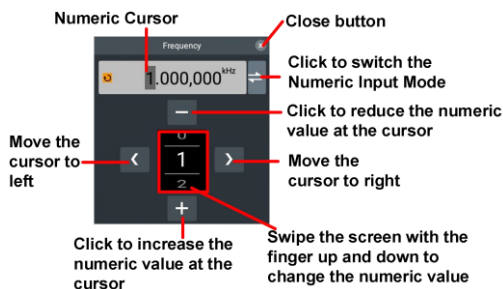 Numeric Cursor
Close button
Frequency
X
1.000,000 kHz
Click to switch the
Numeric Input Mode
−
Click to reduce the numeric
value at the cursor
Move the
cursor to
left
<
0
1
2
>
Move the
cursor to right
+
Click to increase the
numeric value at the
cursor
Swipe the screen with the
finger up and down to
change the numeric value